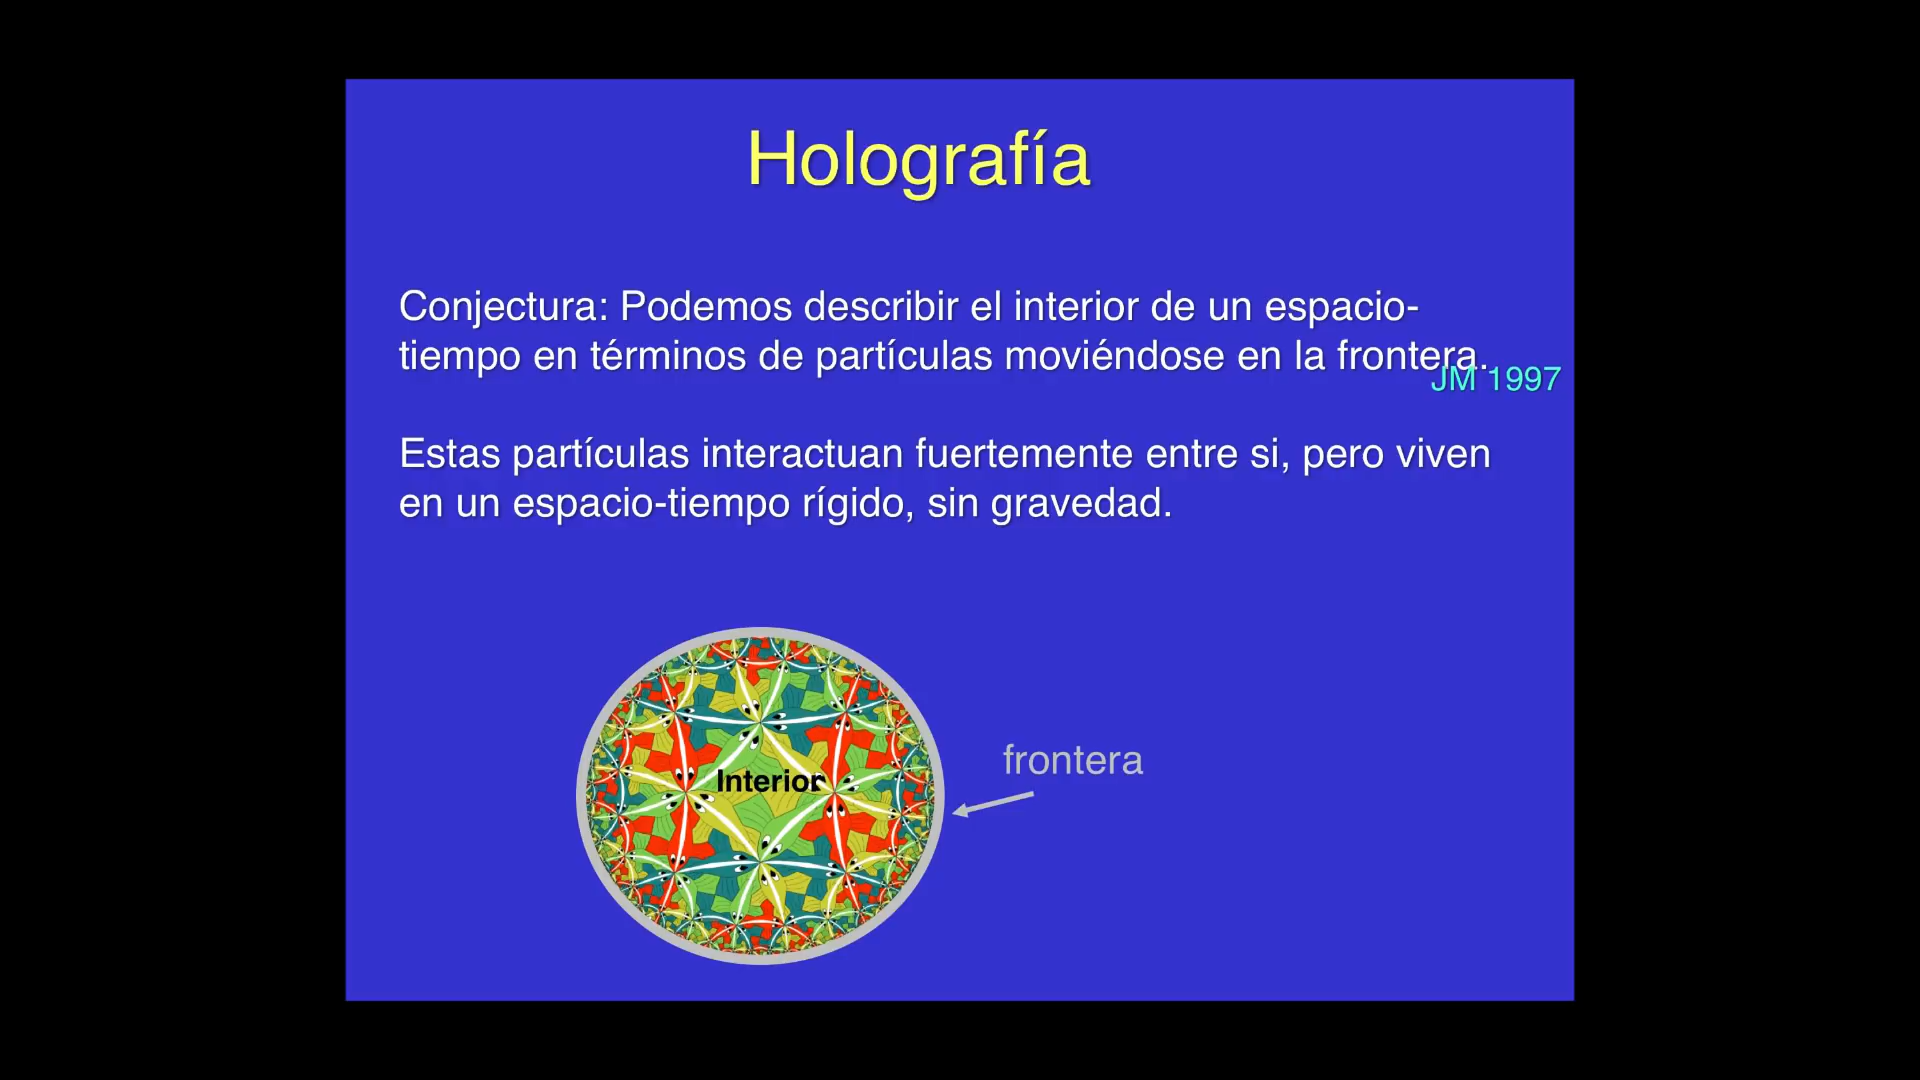 Holografía
Conjectura: Podemos describir el interior de un espacio-
tiempo en términos de partículas moviéndose en la frontera.
JM 1997
Estas partículas interactuan fuertemente entre si, pero viven
en un espacio-tiempo rígido, sin gravedad.
frontera
Interior